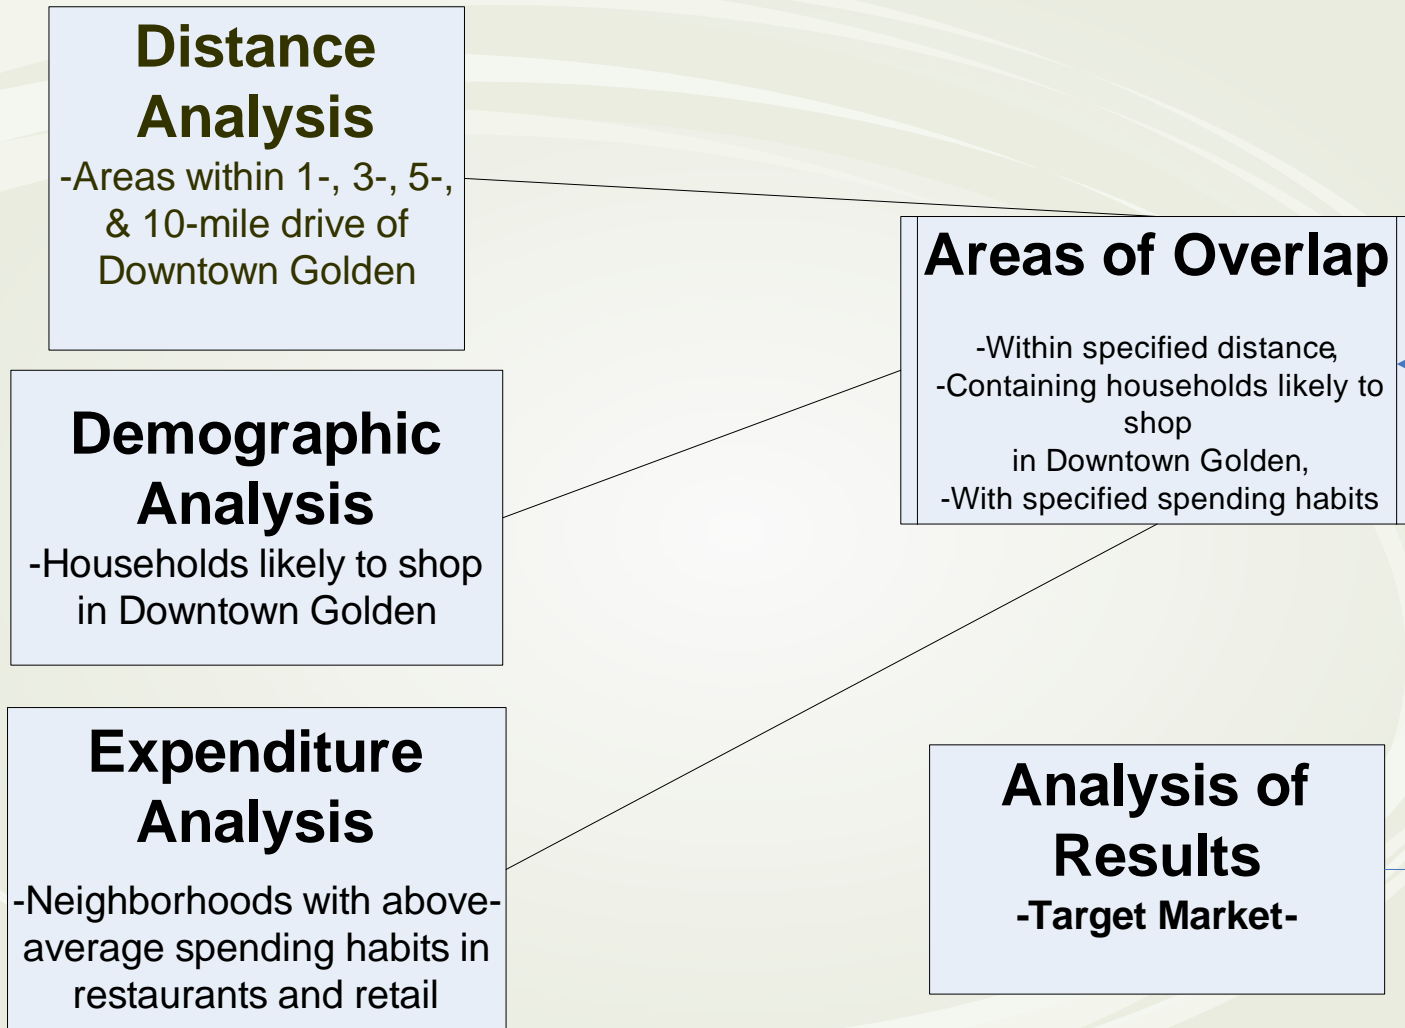 Distance
Analysis
-Areas within 1-, 3-, 5-,
& 10-mile drive of
Downtown Golden
Demographic
Analysis
-Households likely to shop
in Downtown Golden
Expenditure
Analysis
-Neighborhoods with above-
average spending habits in
restaurants and retail
Areas of Overlap
-Within specified distance,
-Containing households likely to
shop
in Downtown Golden,
-With specified spending habits
Analysis of
Results
-Target Market-